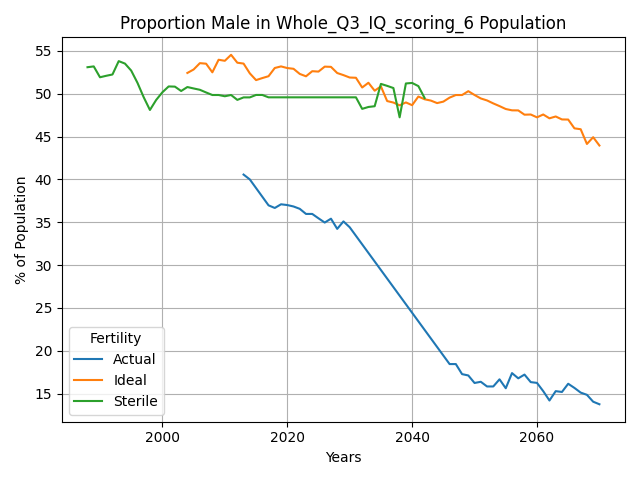 Proportion Male in Whole_Q3_IQ_scoring_6 Population
% of Population
55
50
45
40
35
30
25
20
15
Fertility
Actual
Ideal
Sterile
2000 2020 2040 2060
Years